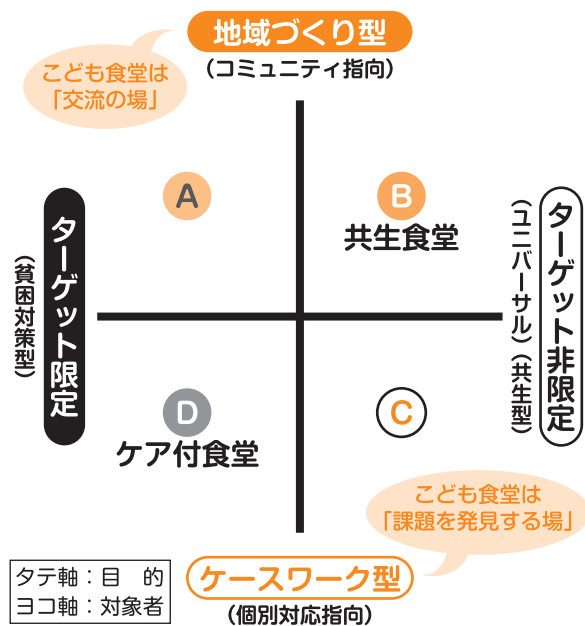 地域づくり型
(コミュニティ指向)
こども食堂は
「交流の場」
A
B
共生食堂
ターゲット限定
(貧困対策型)
ターゲット非限定
(ユニバーサル)(共生型)
D
ケア付食堂
C
こども食堂は
「課題を発見する場」
ケースワーク型
(個別対応指向)
タテ軸:目 的
ヨコ軸:対象者